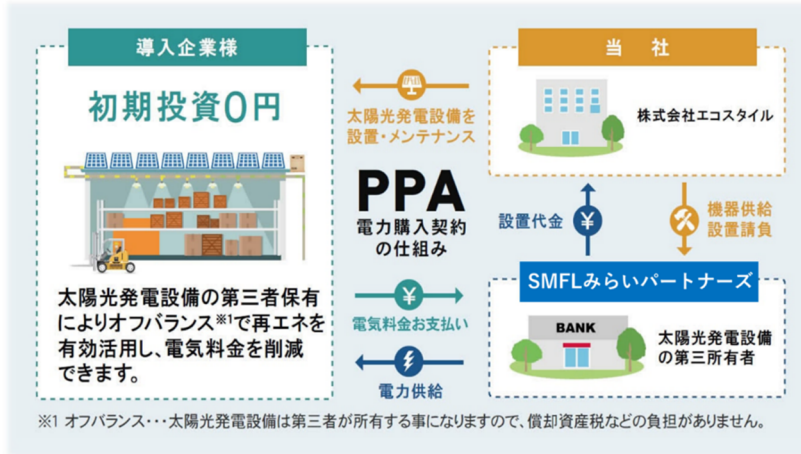 導入企業様
初期投資0円
太陽光発電設備の第三者保有
によりオフバランス※1で再エネを
有効活用し、電気料金を削減
できます。
太陽光発電設備を
設置・メンテナンス
PPA
電力購入契約
の仕組み
¥
電気料金お支払い
電力供給
当 社
株式会社エコスタイル
設置代金
¥
機器供給
設置請負
SMFLみらいパートナーズ
BANK
太陽光発電設備
の第三所有者
※1 オフバランス・・・太陽光発電設備は第三者が所有する事になりますので、償却資産税などの負担がありません。